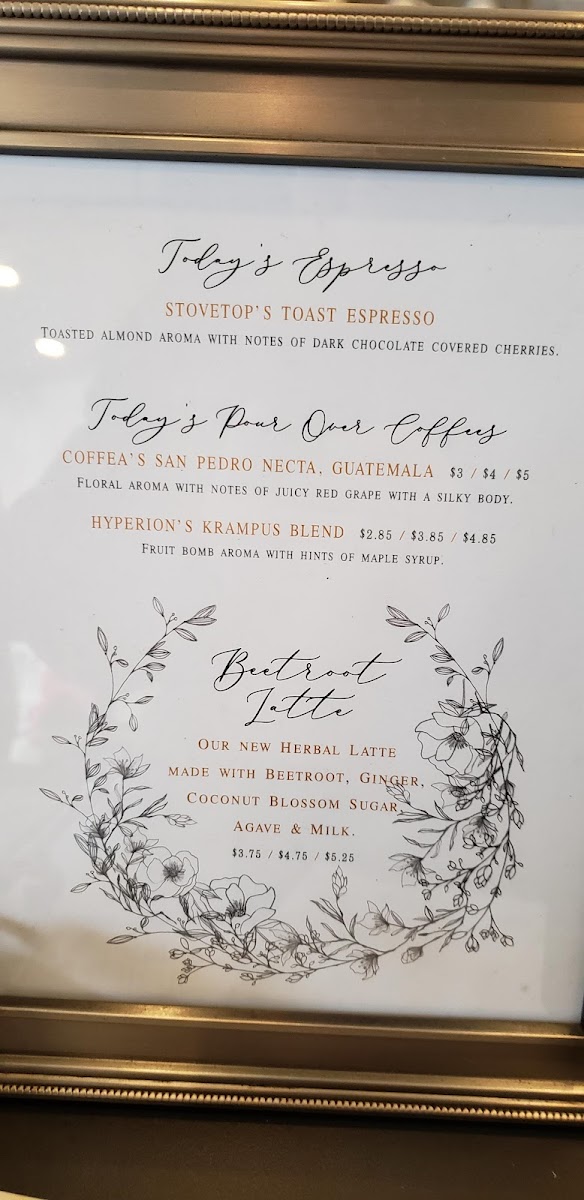 Today's Espresso
STOVETOP'S TOAST ESPRESSO
TOASTED ALMOND AROMA WITH NOTES OF DARK CHOCOLATE COVERED CHERRIES.
Today's Pour Over Coffees
COFFEA'S SAN PEDRO NECTA, GUATEMALA $3 / $4 / $5
FLORAL AROMA WITH NOTES OF JUICY RED GRAPE WITH A SILKY BODY.
HYPERION'S KRAMPUS BLEND $2.85 / $3.85 / $4.85
FRUIT BOMB AROMA WITH HINTS OF MAPLE SYRUP.
Beetroot
Latte
OUR NEW HERBAL LATTE
MADE WITH BEETROOT, GINGER,
COCONUT BLOSSOM SUGAR,
AGAVE & MILK.
$3.75 / $4.75 / $5.25